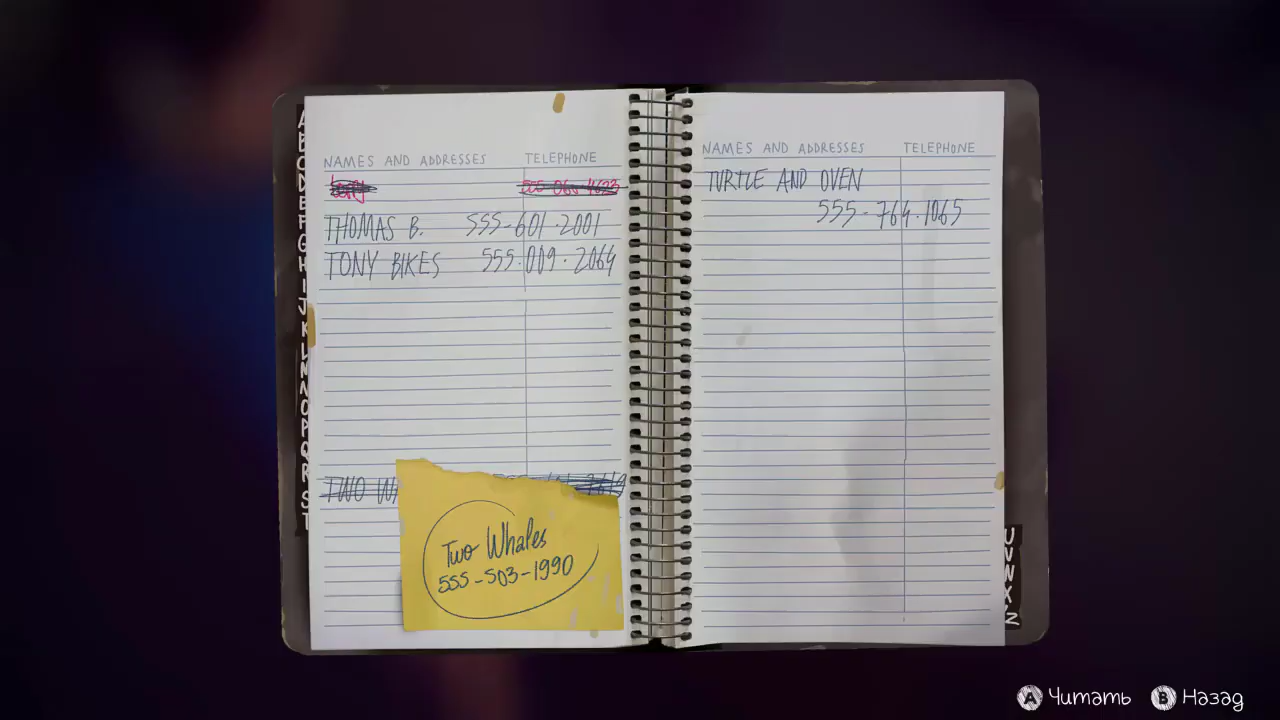 A
B
C
D
E
F
G
H
I
J
K
L
M
N
O
P
Q
R
S
T
NAMES AND ADDRESSES TELEPHONE
THOMAS B. 555-601-2001
TONY BIKES 555-009-2064
TWO
Two Whales
555-503-1990
NAMES AND ADDRESSES TELEPHONE
TURTLE AND OVEN
555-764-1065
U
V
W
X
Z
A Читать B Назад